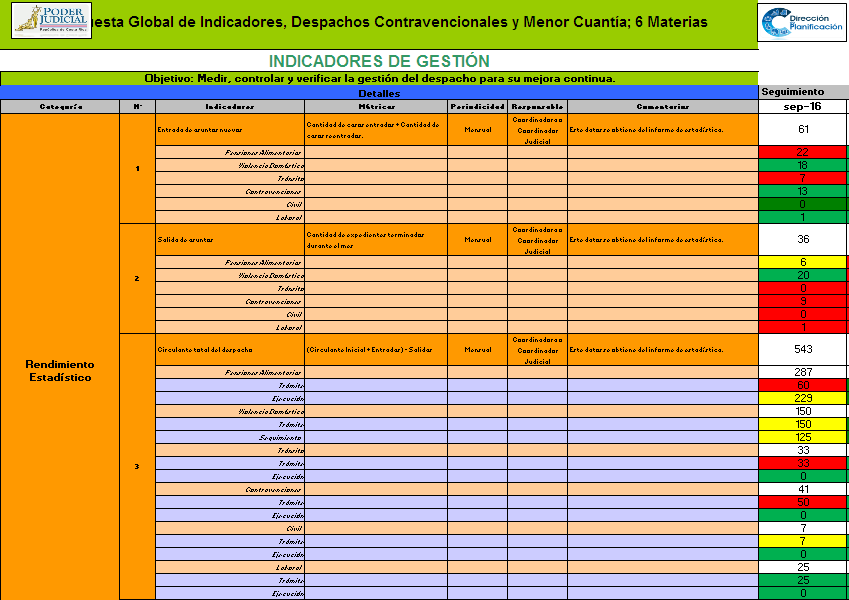 PODER
JUDICIAL
República de Costa Rica
esta Global de Indicadores, Despachos Contravencionales y Menor Cuantía; 6 Materias
Dirección
Planificación
INDICADORES DE GESTIÓN
Objetivo: Medir, controlar y verificar la gestión del despacho para su mejora continua.
Detalles
Seguimiento
Categoría N° Indicadores Métricas Periodicidad Responsable Comentarios sep-16
Rendimiento
Estadístico
1
Entrada de asuntos nuevos Cantidad de casos entrados + Cantidad de casos reentrados. Mensual Coordinadora o Coordinador Judicial Este dato se obtiene del informe de estadística. 61
Pensiones Alimentarias 22
Violencia Doméstica 18
Tránsito 7
Contravenciones 13
Civil 0
Laboral 1
2
Salida de asuntos Cantidad de expedientes terminados durante el mes Mensual Coordinadora o Coordinador Judicial Este dato se obtiene del informe de estadística. 36
Pensiones Alimentarias 6
Violencia Doméstica 20
Tránsito 0
Contravenciones 9
Civil 0
Laboral 1
3
Circulante total del despacho (Circulante Inicial + Entradas) - Salidas Mensual Coordinadora o Coordinador Judicial Este dato se obtiene del informe de estadística. 543
Pensiones Alimentarias 287
Trámite 60
Ejecución 229
Violencia Doméstica 150
Trámite 150
Seguimiento 125
Tránsito 33
Trámite 33
Ejecución 0
Contravenciones 41
Trámite 50
Ejecución 0
Civil 7
Trámite 7
Ejecución 0
Laboral 25
Trámite 25
Ejecución 0